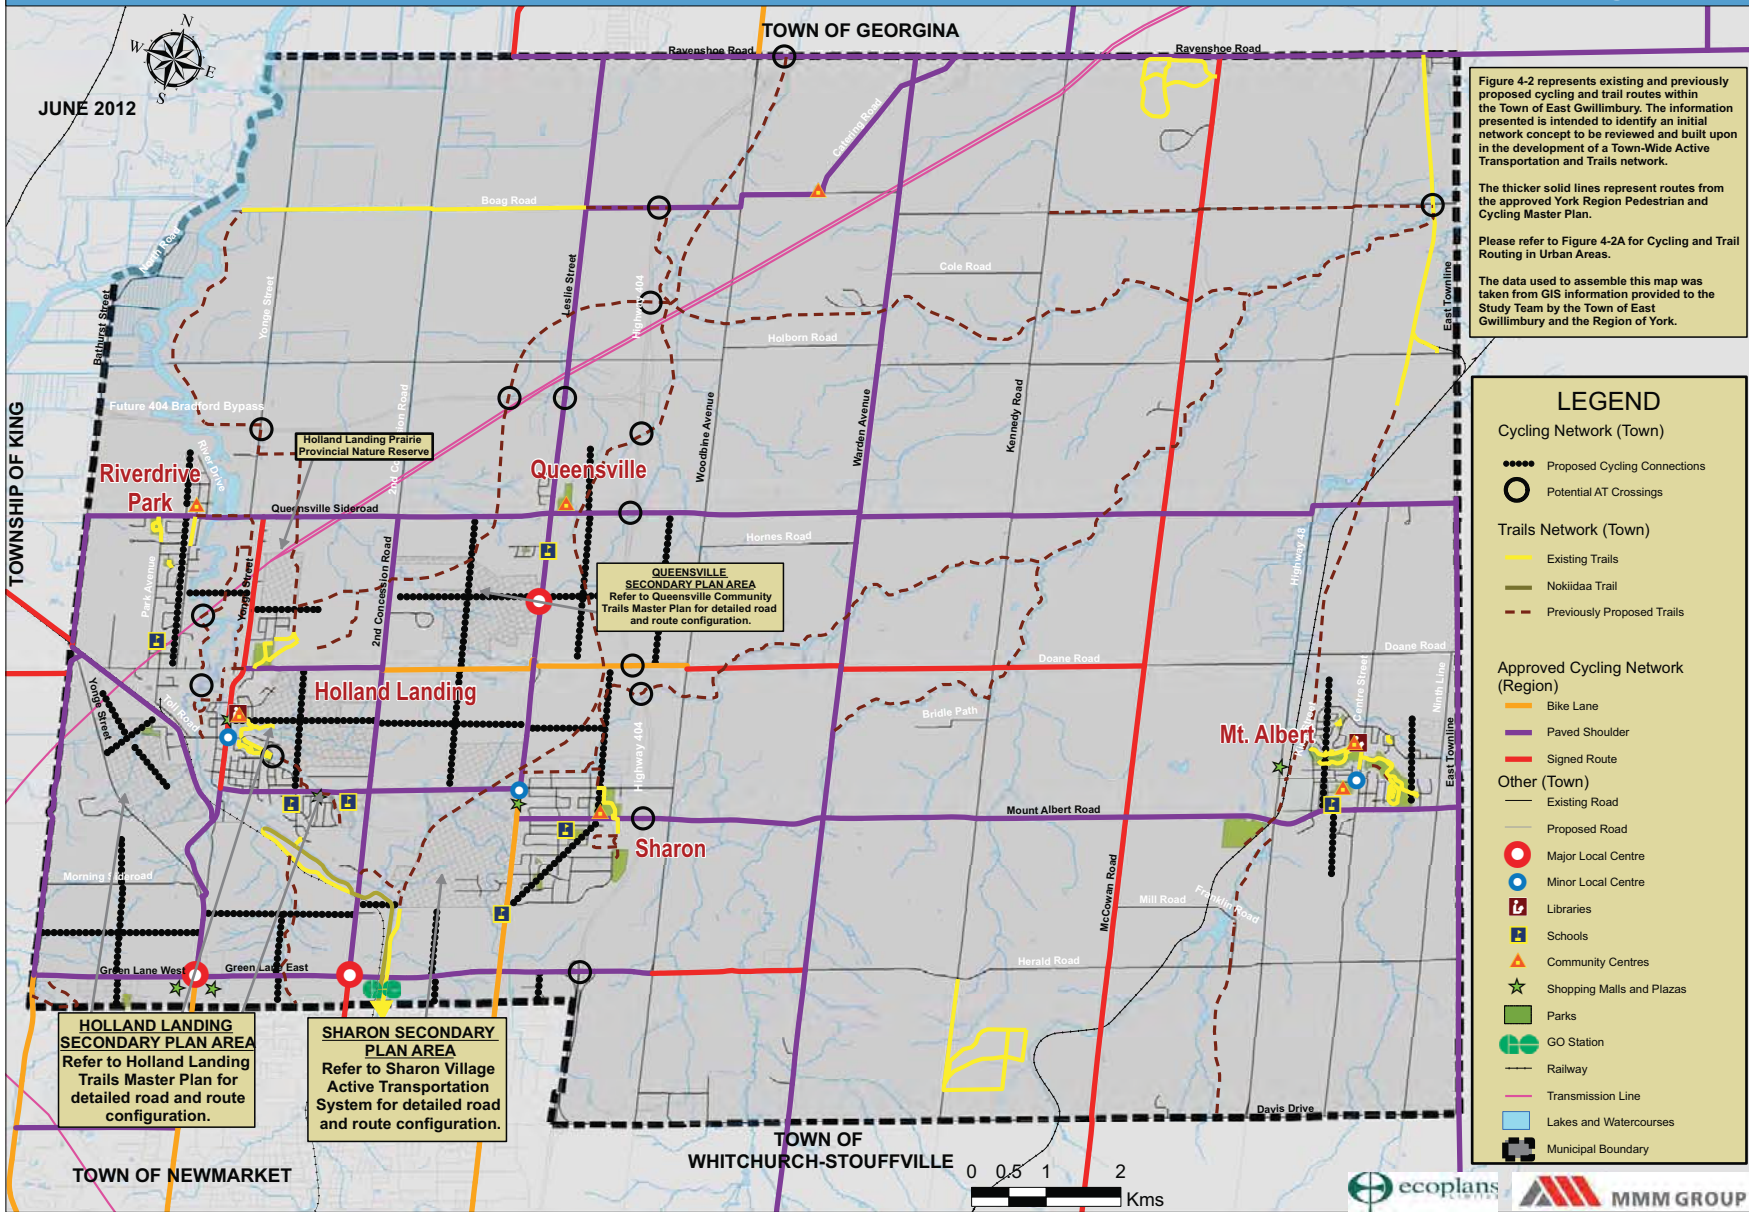 TOWN OF GEORGINA
Ravenshoe Road
Ravenshoe Road
N
W
E
S
JUNE 2012
Catering Road
Boag Road
Cole Road
Holborn Road
Leslie Street
Highway 404
Yonge Street
Bathurst Street
East Townline
Future 404 Bradford Bypass
River Drive
Holland Landing Prairie
Provincial Nature Reserve
Riverdrive
Park
Queensville
Woodbine Avenue
Warden Avenue
Kennedy Road
TOWNSHIP OF KING
Queensville Sideroad
Hornes Road
Highway 48
Park Avenue
Yonge Street
2nd Concession Road
QUEENSVILLE
SECONDARY PLAN AREA
Refer to Queensville Community
Trails Master Plan for detailed road
and route configuration.
Doane Road
Doane Road
Holland Landing
Yonge Street
Toll Road
Bridle Path
Centre Street
Ninth Line
East Townline
Mt. Albert
Highway 404
Mount Albert Road
Sharon
Morning Sideroad
McCowan Road
Mill Road
Franklin Road
Green Lane West
Green Lane East
Herald Road
HOLLAND LANDING
SECONDARY PLAN AREA
Refer to Holland Landing
Trails Master Plan for
detailed road and route
configuration.
SHARON SECONDARY
PLAN AREA
Refer to Sharon Village
Active Transportation
System for detailed road
and route configuration.
Davis Drive
TOWN OF
WHITCHURCH-STOUFFVILLE
TOWN OF NEWMARKET
0 0.5 1 2
Kms
Figure 4-2 represents existing and previously
proposed cycling and trail routes within
the Town of East Gwillimbury. The information
presented is intended to identify an initial
network concept to be reviewed and built upon
in the development of a Town-Wide Active
Transportation and Trails network.
The thicker solid lines represent routes from
the approved York Region Pedestrian and
Cycling Master Plan.
Please refer to Figure 4-2A for Cycling and Trail
Routing in Urban Areas.
The data used to assemble this map was
taken from GIS information provided to the
Study Team by the Town of East
Gwillimbury and the Region of York.
LEGEND
Cycling Network (Town)
Proposed Cycling Connections
Potential AT Crossings
Trails Network (Town)
Existing Trails
Nokiidaa Trail
Previously Proposed Trails
Approved Cycling Network
(Region)
Bike Lane
Paved Shoulder
Signed Route
Other (Town)
Existing Road
Proposed Road
Major Local Centre
Minor Local Centre
Libraries
Schools
Community Centres
Shopping Malls and Plazas
Parks
GO Station
Railway
Transmission Line
Lakes and Watercourses
Municipal Boundary
ecoplans
MMM GROUP